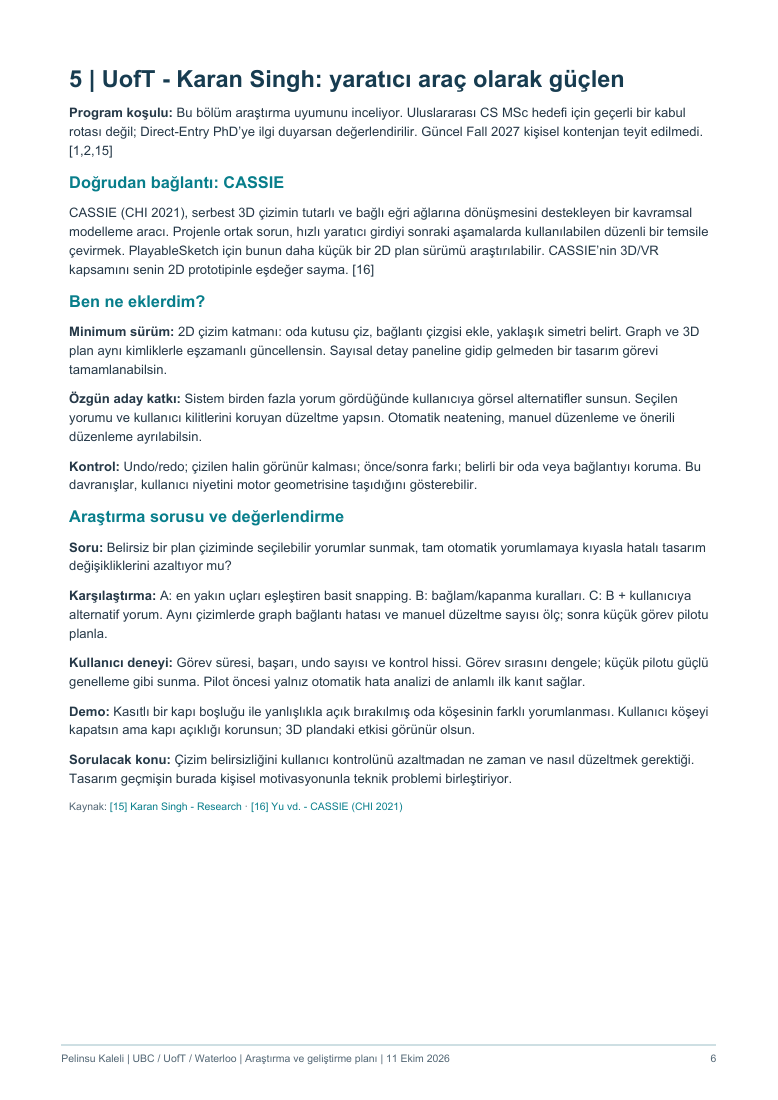 5 | UofT - Karan Singh: yaratıcı araç olarak güçlen
Program koşulu: Bu bölüm araştırma uyumunu inceliyor. Uluslararası CS MSc hedefi için geçerli bir kabul
rotası değil; Direct-Entry PhD’ye ilgi duyarsan değerlendirilir. Güncel Fall 2027 kişisel kontenjan teyit edilmedi.
[1,2,15]
Doğrudan bağlantı: CASSIE
CASSIE (CHI 2021), serbest 3D çizimin tutarlı ve bağlı eğri ağlarına dönüşmesini destekleyen bir kavramsal
modelleme aracı. Projenle ortak sorun, hızlı yaratıcı girdiyi sonraki aşamalarda kullanılabilen düzenli bir temsile
çevirmek. PlayableSketch için bunun daha küçük bir 2D plan sürümü araştırılabilir. CASSIE’nin 3D/VR
kapsamını senin 2D prototipinle eşdeğer sayma. [16]
Ben ne eklerdim?
Minimum sürüm: 2D çizim katmanı: oda kutusu çiz, bağlantı çizgisi ekle, yaklaşık simetri belirt. Graph ve 3D
plan aynı kimliklerle eşzamanlı güncellensin. Sayısal detay paneline gidip gelmeden bir tasarım görevi
tamamlanabilsin.
Özgün aday katkı: Sistem birden fazla yorum gördüğünde kullanıcıya görsel alternatifler sunsun. Seçilen
yorumu ve kullanıcı kilitlerini koruyan düzeltme yapsın. Otomatik neatening, manuel düzenleme ve önerili
düzenleme ayrılabilsin.
Kontrol: Undo/redo; çizilen halin görünür kalması; önce/sonra farkı; belirli bir oda veya bağlantıyı koruma. Bu
davranışlar, kullanıcı niyetini motor geometrisine taşıdığını gösterebilir.
Araştırma sorusu ve değerlendirme
Soru: Belirsiz bir plan çiziminde seçilebilir yorumlar sunmak, tam otomatik yorumlamaya kıyasla hatalı tasarım
değişikliklerini azaltıyor mu?
Karşılaştırma: A: en yakın uçları eşleştiren basit snapping. B: bağlam/kapanma kuralları. C: B + kullanıcıya
alternatif yorum. Aynı çizimlerde graph bağlantı hatası ve manuel düzeltme sayısı ölç; sonra küçük görev pilotu
planla.
Kullanıcı deneyi: Görev süresi, başarı, undo sayısı ve kontrol hissi. Görev sırasını dengele; küçük pilotu güçlü
genelleme gibi sunma. Pilot öncesi yalnız otomatik hata analizi de anlamlı ilk kanıt sağlar.
Demo: Kasıtlı bir kapı boşluğu ile yanlışlıkla açık bırakılmış oda köşesinin farklı yorumlanması. Kullanıcı köşeyi
kapatsın ama kapı açıklığı korunsun; 3D plandaki etkisi görünür olsun.
Sorulacak konu: Çizim belirsizliğini kullanıcı kontrolünü azaltmadan ne zaman ve nasıl düzeltmek gerektiği.
Tasarım geçmişin burada kişisel motivasyonunla teknik problemi birleştiriyor.
Kaynak: [15] Karan Singh - Research · [16] Yu vd. - CASSIE (CHI 2021)
Pelinsu Kaleli | UBC / UofT / Waterloo | Araştırma ve geliştirme planı | 11 Ekim 2026
6